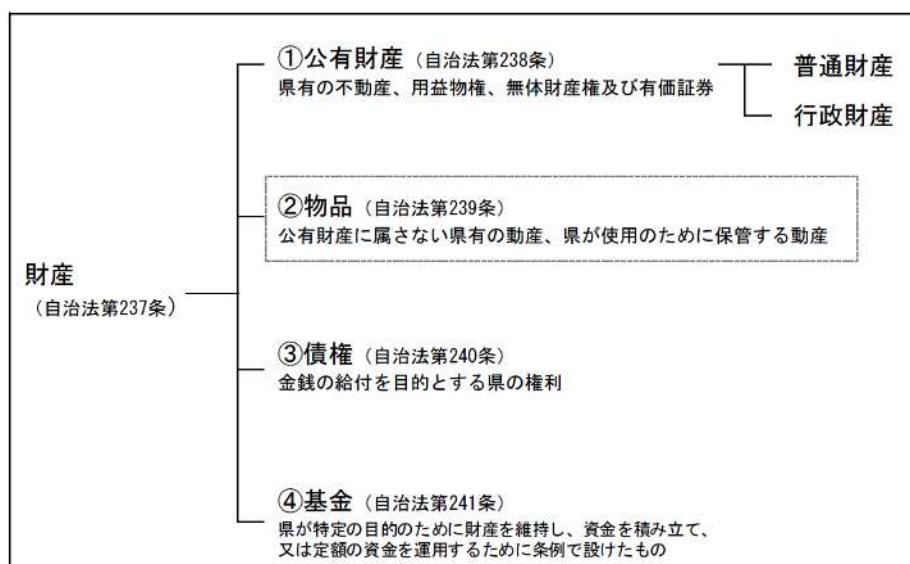 ①公有財産（自治法第238条）
県有の不動産、用益物権、無体財産権及び有価証券
普通財産
行政財産
②物品（自治法第239条）
公有財産に属さない県有の動産、県が使用のために保管する動産
財産
（自治法第237条）
③債権（自治法第240条）
金銭の給付を目的とする県の権利
④基金（自治法第241条）
県が特定の目的のために財産を維持し、資金を積み立て、
又は定額の資金を運用するために条例で設けたもの